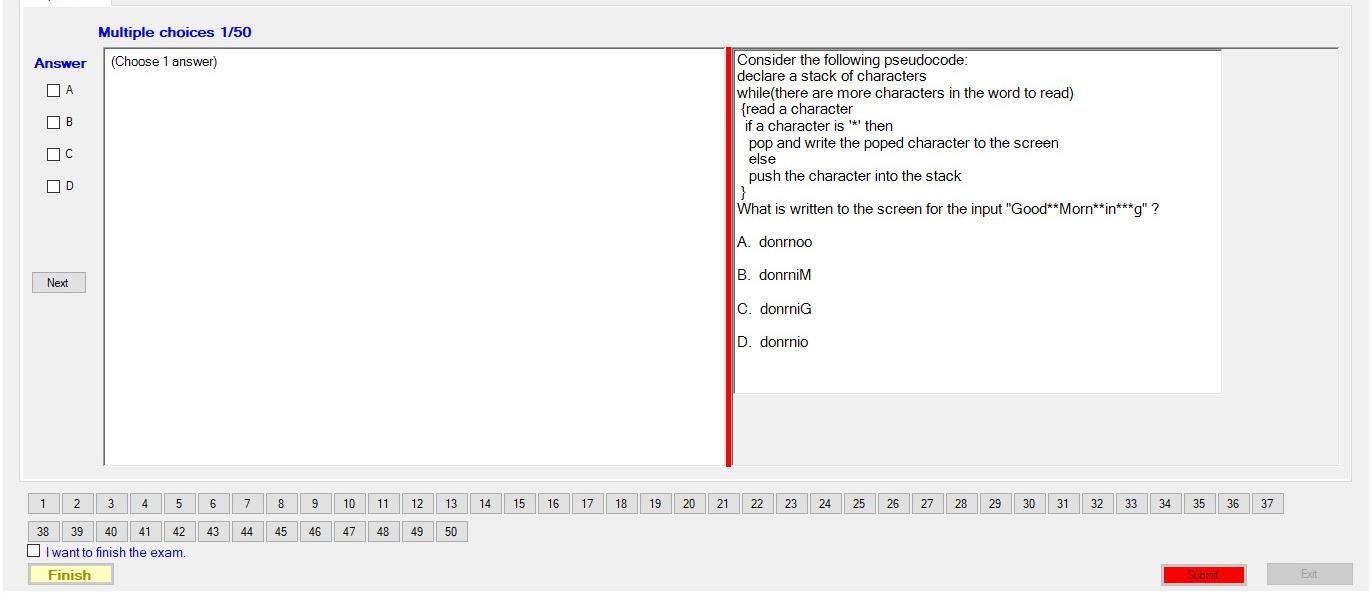 Multiple choices 1/50
Answer
(Choose 1 answer)
A
B
C
D
Next
Consider the following pseudocode:
declare a stack of characters
while(there are more characters in the word to read)
{read a character
if a character is '*' then
pop and write the poped character to the screen
else
push the character into the stack
}
What is written to the screen for the input "Good**Morn**in***g" ?
A. donrnoo
B. donrniM
C. donrniG
D. donrnio
1 2 3 4 5 6 7 8 9 10 11 12 13 14 15 16 17 18 19 20 21 22 23 24 25 26 27 28 29 30 31 32 33 34 35 36 37
38 39 40 41 42 43 44 45 46 47 48 49 50
I want to finish the exam.
Finish
Submit
Exit